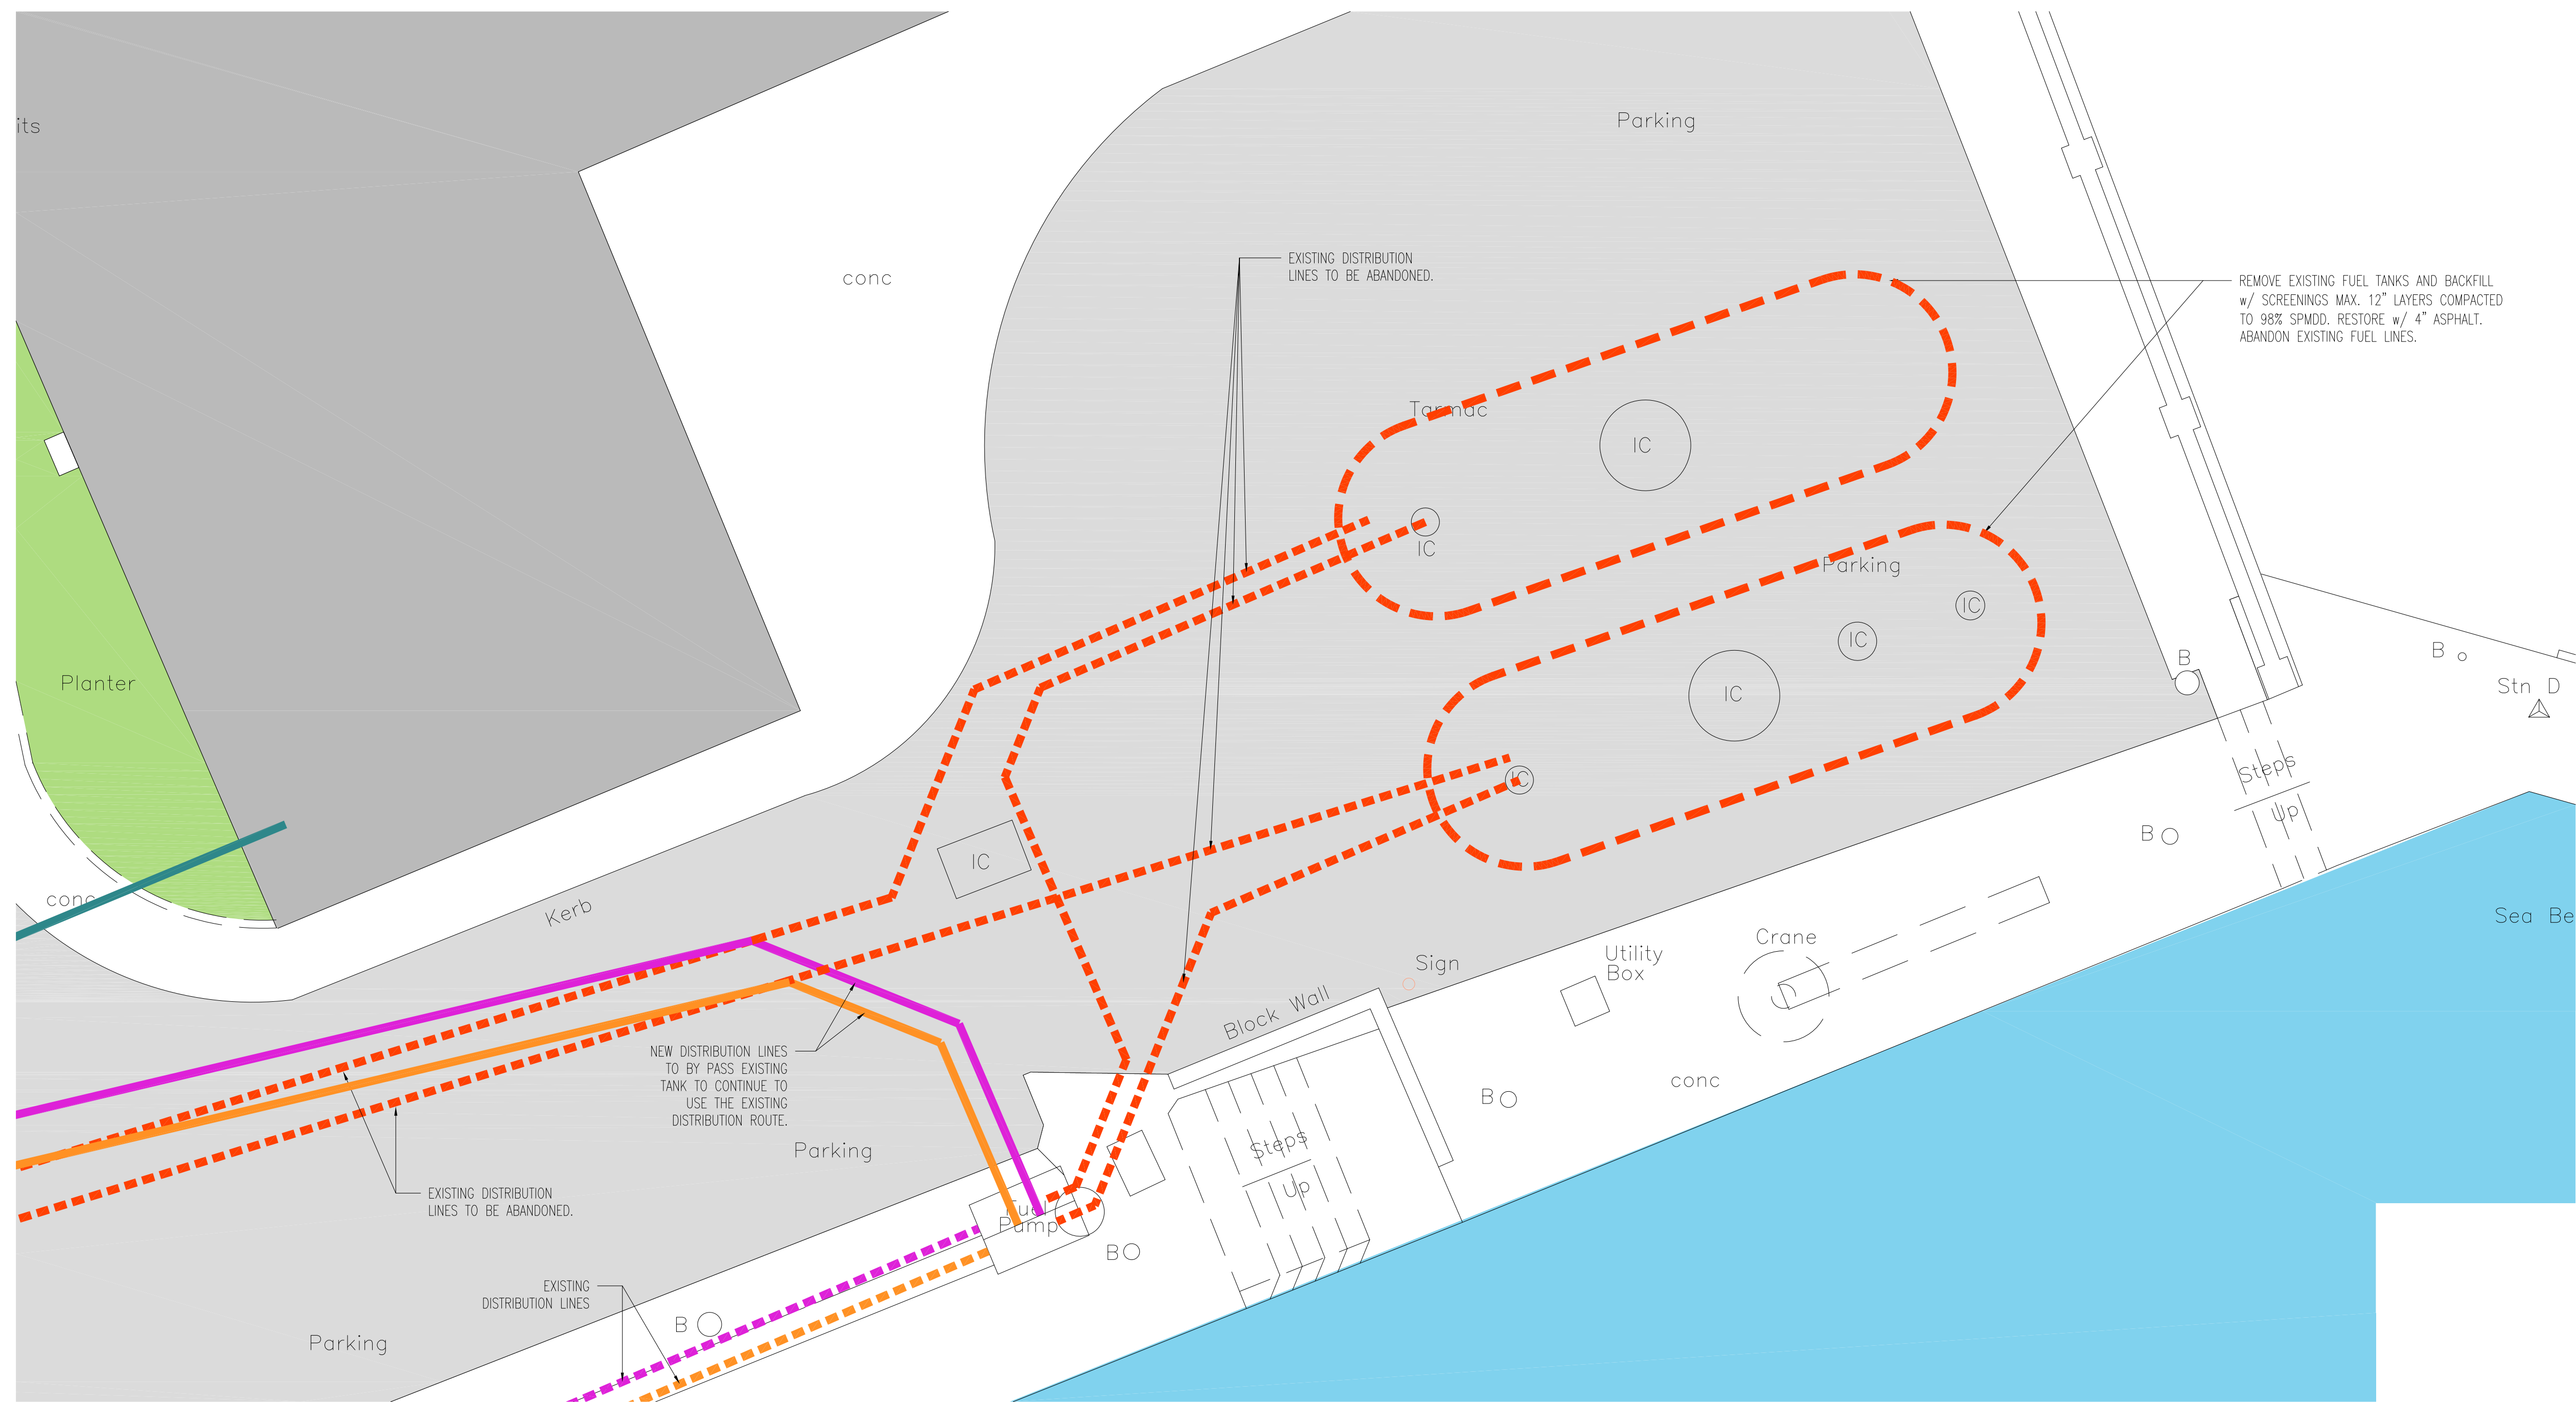 its
Parking
conc
EXISTING DISTRIBUTION
LINES TO BE ABANDONED.
REMOVE EXISTING FUEL TANKS AND BACKFILL
w/ SCREENINGS MAX. 12" LAYERS COMPACTED
TO 98% SPMDD. RESTORE w/ 4" ASPHALT.
ABANDON EXISTING FUEL LINES.
Tarmac
IC
IC
Parking
IC
IC
IC
IC
B
B
Stn D
Planter
Steps
Up
B
IC
conc
Kerb
Sea Be
Crane
Utility
Box
Sign
Block Wall
NEW DISTRIBUTION LINES
TO BY PASS EXISTING
TANK TO CONTINUE TO
USE THE EXISTING
DISTRIBUTION ROUTE.
conc
B
Parking
Steps
Up
EXISTING DISTRIBUTION
LINES TO BE ABANDONED.
Fuel
Pump
B
EXISTING
DISTRIBUTION LINES
B
Parking